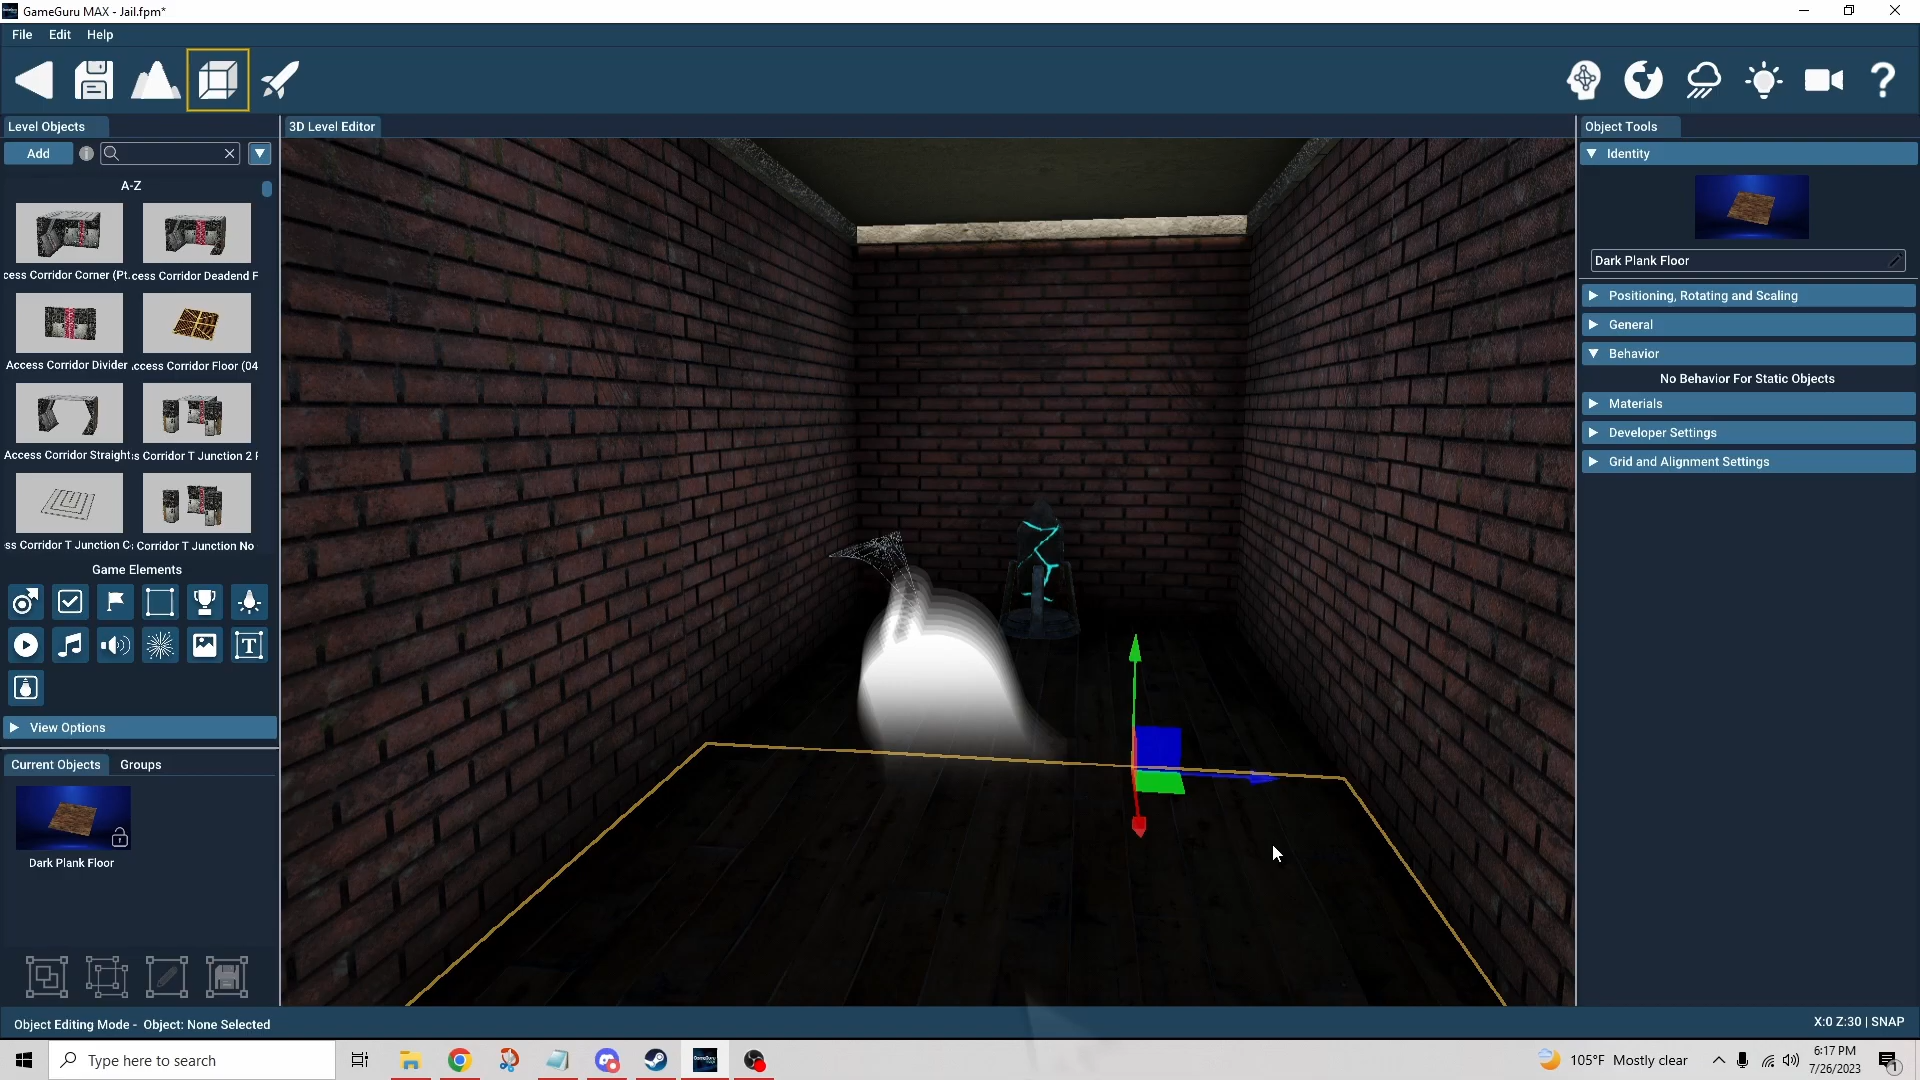 GameGuru MAX - Jail.fpm*
File Edit Help
Level Objects
3D Level Editor
Object Tools
Add
Identity
A-Z
cess Corridor Corner (Pt.
cess Corridor Deadend F
Access Corridor Divider
ccess Corridor Floor (04
Access Corridor Straight
s Corridor T Junction 2 F
ss Corridor T Junction C
Corridor T Junction No
Game Elements
View Options
Current Objects Groups
Dark Plank Floor
Dark Plank Floor
Positioning, Rotating and Scaling
General
Behavior
No Behavior For Static Objects
Materials
Developer Settings
Grid and Alignment Settings
Object Editing Mode - Object: None Selected
X:0 Z:30 | SNAP
Type here to search
105°F Mostly clear
6:17 PM
7/26/2023